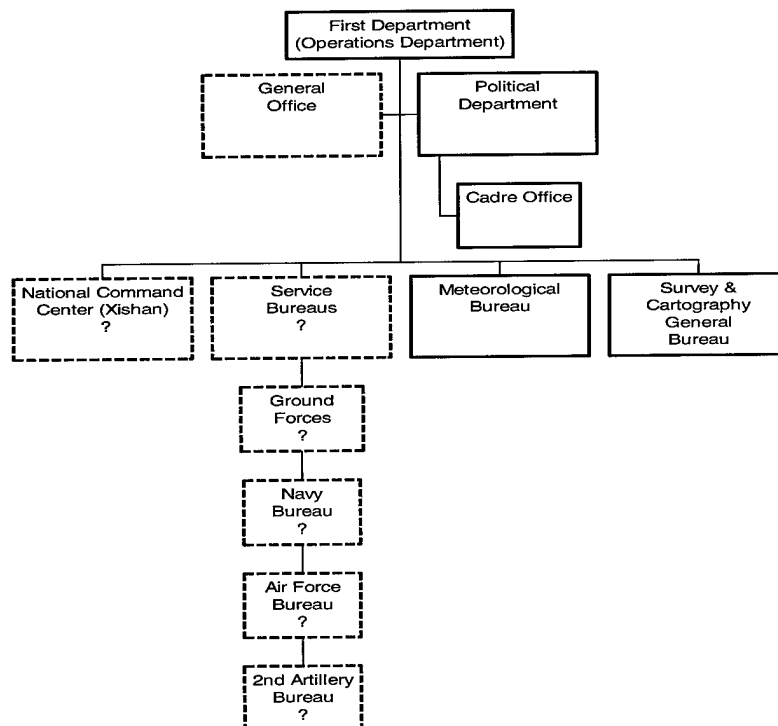 First Department
(Operations Department)
General
Office
Political
Department
Cadre Office
National Command
Center (Xishan)
?
Service
Bureaus
?
Meteorological
Bureau
Survey &
Cartography
General
Bureau
Ground
Forces
?
Navy
Bureau
?
Air Force
Bureau
?
2nd Artillery
Bureau
?